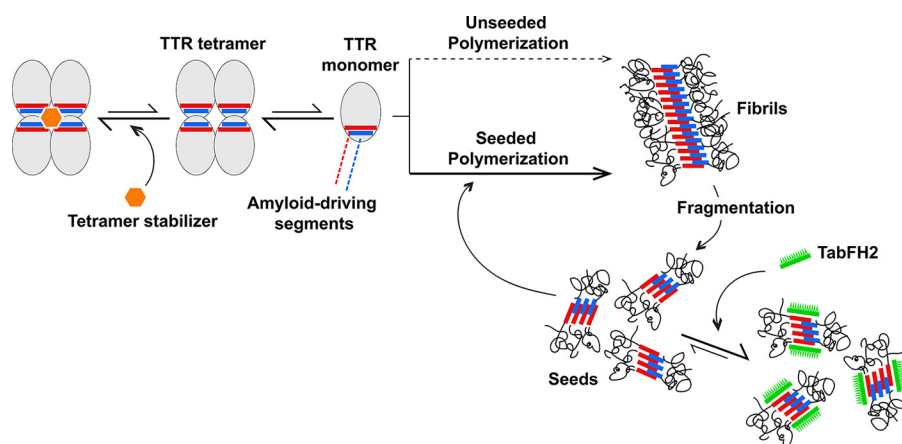 TTR tetramer
TTR
monomer
Unseeded
Polymerization
Fibrils
Seeded
Polymerization
Tetramer stabilizer
Amyloid-driving
segments
Fragmentation
TabFH2
Seeds